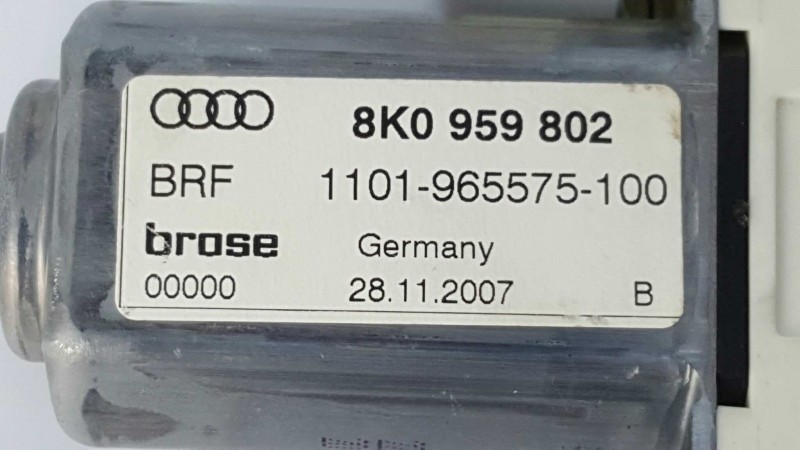 8K0 959 802
BRF 1101-965575-100
brose Germany
00000 28.11.2007 B